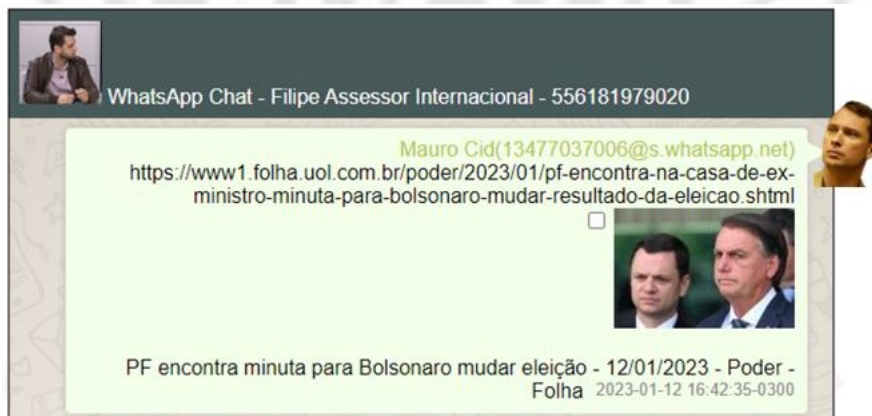 WhatsApp Chat - Filipe Assessor Internacional - 556181979020
Mauro Cid(13477037006@s.whatsapp.net)
https://www1.folha.uol.com.br/poder/2023/01/pf-encontra-na-casa-de-ex-
ministro-minuta-para-bolsonaro-mudar-resultado-da-eleicao.shtml
PF encontra minuta para Bolsonaro mudar eleição - 12/01/2023 - Poder -
Folha 2023-01-12 16:42:35-0300